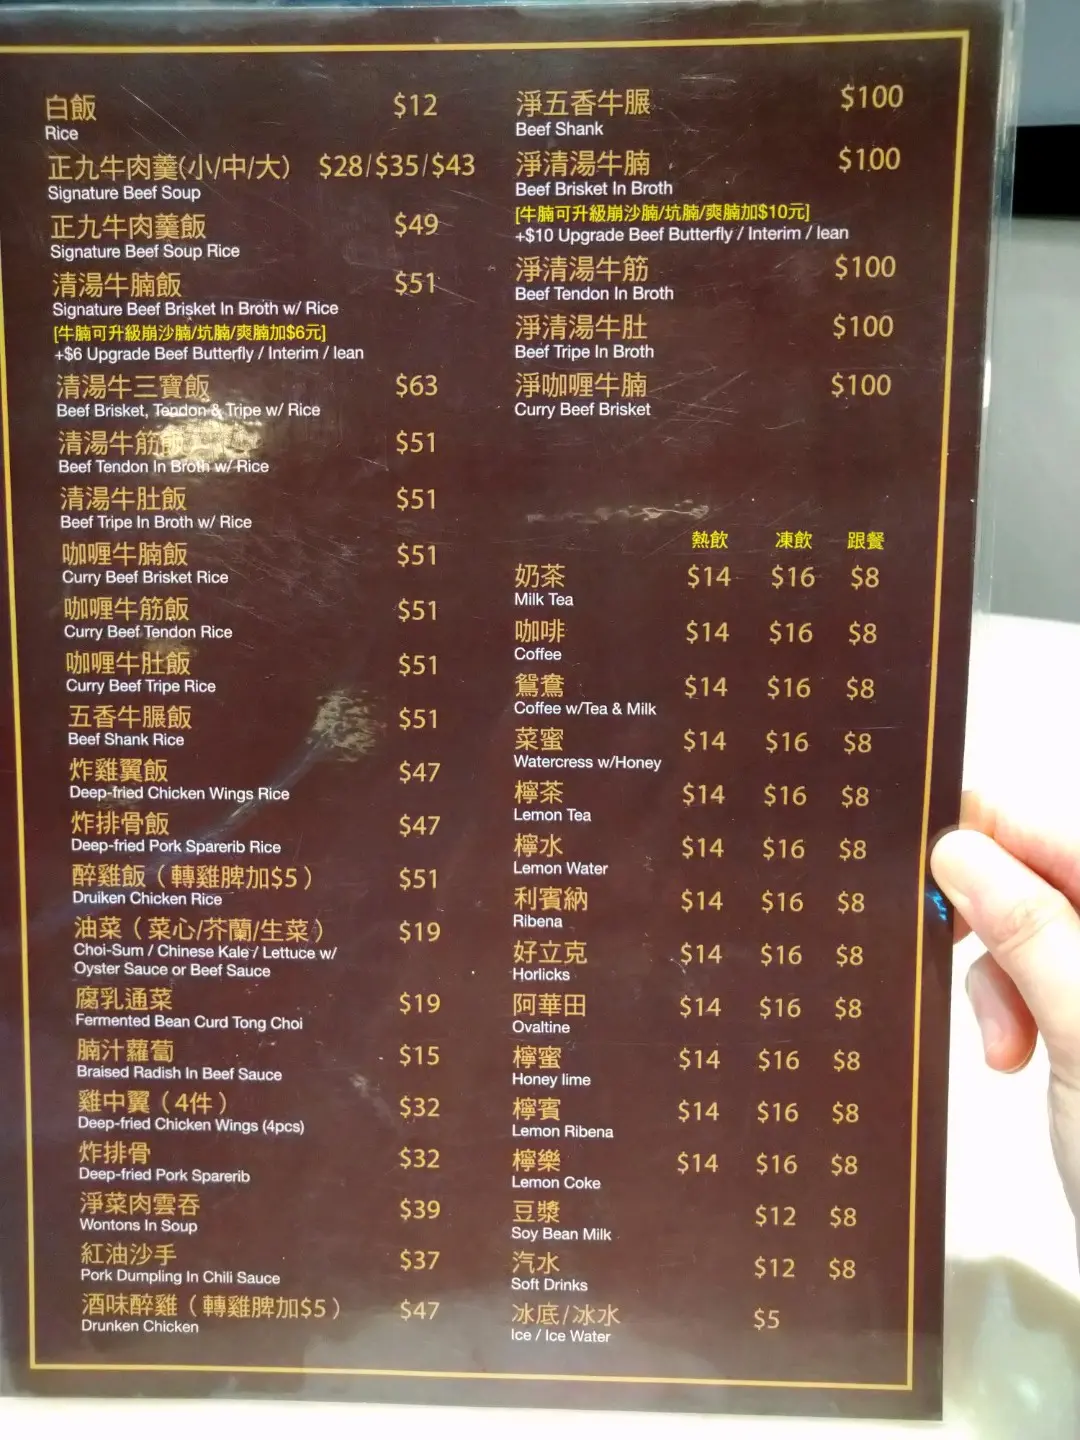 白飯 $12
Rice
正九牛肉羹(小/中/大) $28/$35/$43
Signature Beef Soup
正九牛肉羹飯 $49
Signature Beef Soup Rice
清湯牛腩飯 $51
Signature Beef Brisket In Broth w/ Rice
[牛腩可升級崩沙腩/坑腩/爽腩加$6元]
+$6 Upgrade Beef Butterfly / Interim / lean
清湯牛三寶飯 $63
Beef Brisket, Tendon & Tripe w/ Rice
清湯牛筋飯 $51
Beef Tendon In Broth w/ Rice
清湯牛肚飯 $51
Beef Tripe In Broth w/ Rice
咖喱牛腩飯 $51
Curry Beef Brisket Rice
咖喱牛筋飯 $51
Curry Beef Tendon Rice
咖喱牛肚飯 $51
Curry Beef Tripe Rice
五香牛𦟌飯 $51
Beef Shank Rice
炸雞翼飯 $47
Deep-fried Chicken Wings Rice
炸排骨飯 $47
Deep-fried Pork Sparerib Rice
醉雞飯（轉雞脾加$5） $51
Druiken Chicken Rice
油菜（菜心/芥蘭/生菜） $19
Choi-Sum / Chinese Kale / Lettuce w/
Oyster Sauce or Beef Sauce
腐乳通菜 $19
Fermented Bean Curd Tong Choi
腩汁蘿蔔 $15
Braised Radish In Beef Sauce
雞中翼（4件） $32
Deep-fried Chicken Wings (4pcs)
炸排骨 $32
Deep-fried Pork Sparerib
淨菜肉雲吞 $39
Wontons In Soup
紅油沙手 $37
Pork Dumpling In Chili Sauce
酒味醉雞（轉雞脾加$5） $47
Drunken Chicken
淨五香牛𦟌 $100
Beef Shank
淨清湯牛腩 $100
Beef Brisket In Broth
[牛腩可升級崩沙腩/坑腩/爽腩加$10元]
+$10 Upgrade Beef Butterfly / Interim / lean
淨清湯牛筋 $100
Beef Tendon In Broth
淨清湯牛肚 $100
Beef Tripe In Broth
淨咖喱牛腩 $100
Curry Beef Brisket
熱飲 凍飲 跟餐
奶茶 $14 $16 $8
Milk Tea
咖啡 $14 $16 $8
Coffee
鴛鴦 $14 $16 $8
Coffee w/Tea & Milk
菜蜜 $14 $16 $8
Watercress w/Honey
檸茶 $14 $16 $8
Lemon Tea
檸水 $14 $16 $8
Lemon Water
利賓納 $14 $16 $8
Ribena
好立克 $14 $16 $8
Horlicks
阿華田 $14 $16 $8
Ovaltine
檸蜜 $14 $16 $8
Honey lime
檸賓 $14 $16 $8
Lemon Ribena
檸樂 $14 $16 $8
Lemon Coke
豆漿 $12 $8
Soy Bean Milk
汽水 $12 $8
Soft Drinks
冰底/冰水 $5
Ice / Ice Water